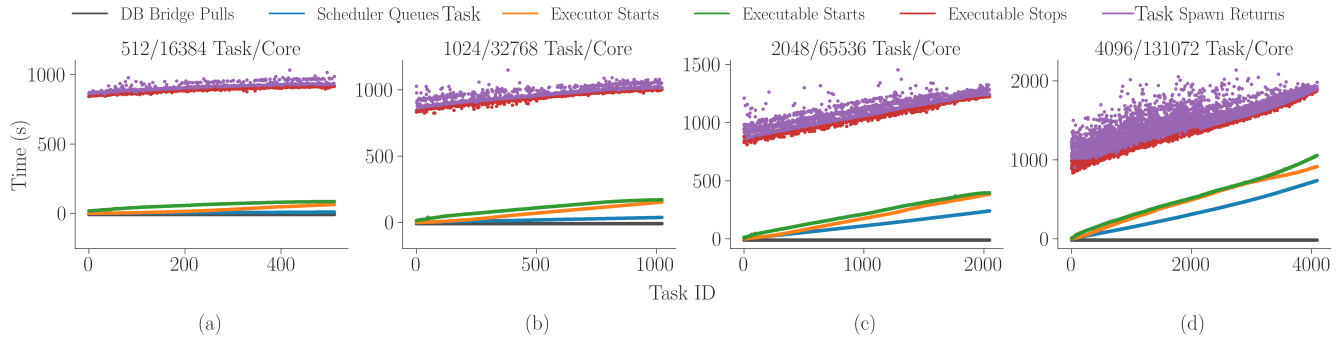 DB Bridge Pulls Scheduler Queues Task Executor Starts Executable Starts Executable Stops Task Spawn Returns
512/16384 Task/Core 1024/32768 Task/Core 2048/65536 Task/Core 4096/131072 Task/Core
Time (s)
1000
500
0
0 200 400
1000
500
0
0 500 1000
1500
1000
500
0
0 1000 2000
2000
1000
0
0 2000 4000
Task ID
(a) (b) (c) (d)